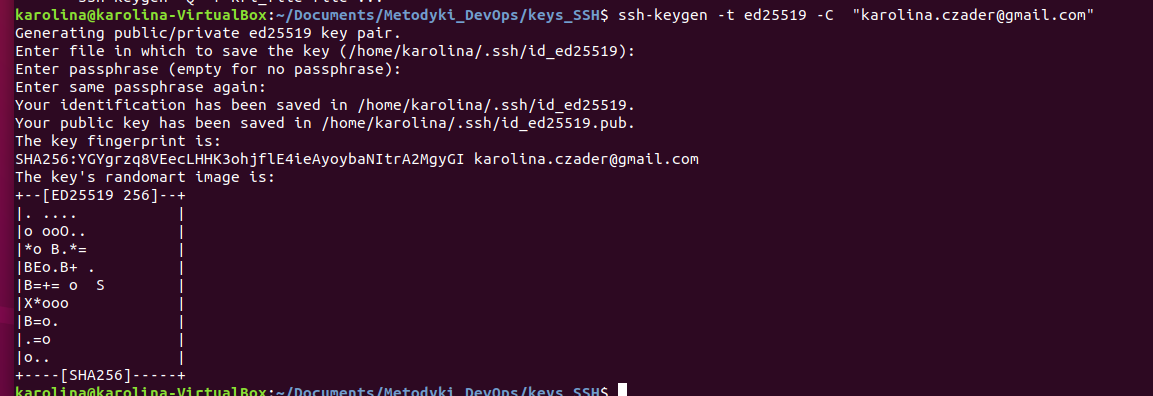 karolina@karolina-VirtualBox:~/Documents/Metodyki_DevOps/keys_SSH$ ssh-keygen -t ed25519 -C  "karolina.czader@gmail.com"
Generating public/private ed25519 key pair.
Enter file in which to save the key (/home/karolina/.ssh/id_ed25519):
Enter passphrase (empty for no passphrase):
Enter same passphrase again:
Your identification has been saved in /home/karolina/.ssh/id_ed25519.
Your public key has been saved in /home/karolina/.ssh/id_ed25519.pub.
The key fingerprint is:
SHA256:YGYgrzq8VEecLHHK3ohjflE4ieAyoybaNItrA2MgyGI karolina.czader@gmail.com
The key's randomart image is:
+--[ED25519 256]--+
|. ....           |
|o ooO..          |
|*o B.*=          |
|BEo.B+ .         |
|B=+= o  S        |
|X*ooo            |
|B=o.             |
|.=o              |
|o..              |
+----[SHA256]-----+
karolina@karolina-VirtualBox:~/Documents/Metodyki_DevOps/keys_SSH$